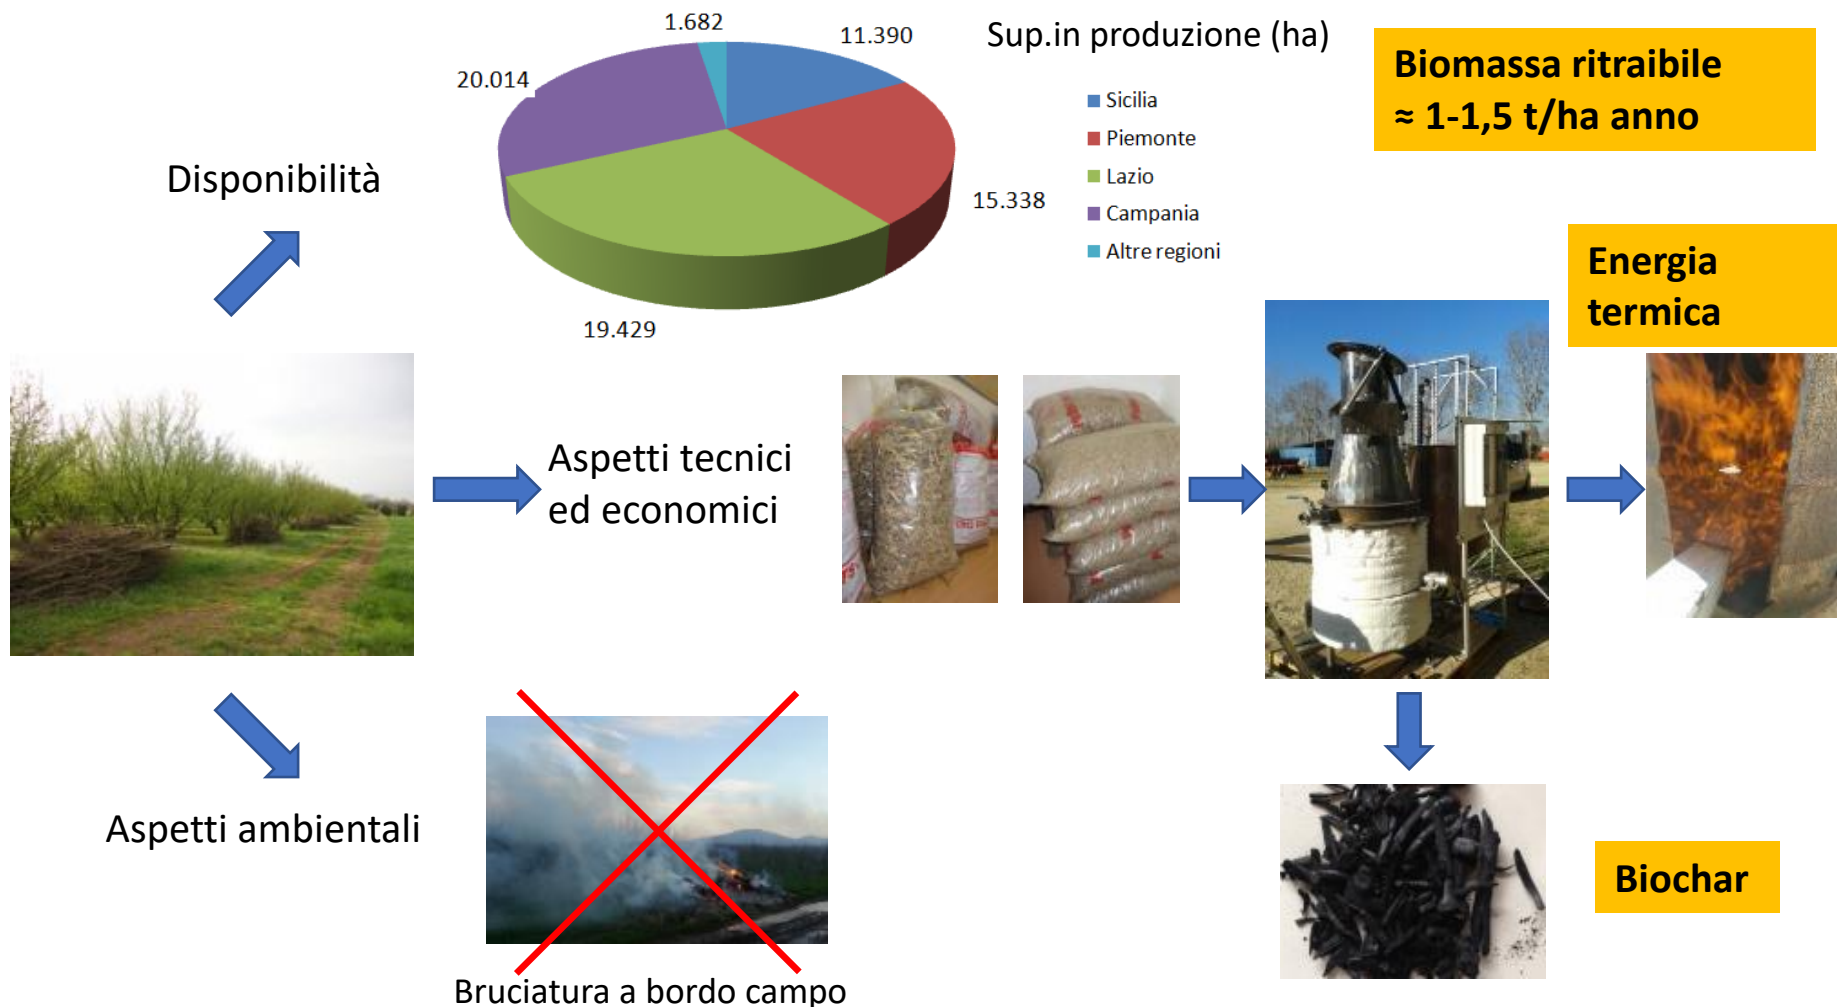 1.682
11.390
Sup.in produzione (ha)
20.014
Sicilia
Piemonte
Lazio
Campania
Altre regioni
15.338
19.429
Biomassa ritraibile
≈ 1-1,5 t/ha anno
Disponibilità
Energia
termica
Aspetti tecnici
ed economici
Aspetti ambientali
Biochar
Bruciatura a bordo campo